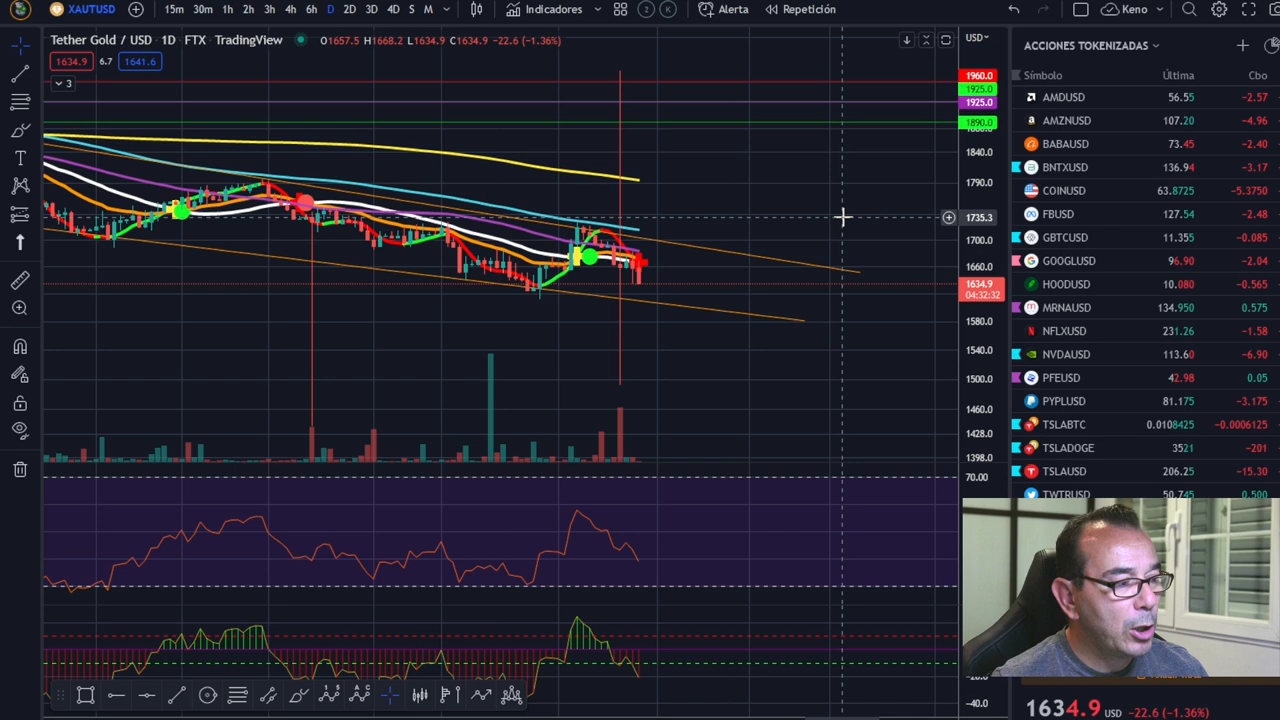 XAUTUSD 15m 30m 1h 2h 3h 4h 6h D 2D 3D 4D S M Indicadores 2 K Alerta Repetición Keno
Tether Gold / USD · 1D · FTX · TradingView O1657.5 H1668.2 L1634.9 C1634.9 -22.6 (-1.36%)
1634.9 6.7 1641.6
3
USD
1960.0
1925.0
1925.0
1890.0
1840.0
1790.0
1735.3
1700.0
1660.0
1634.9
04:32:32
1580.0
1540.0
1500.0
1460.0
1428.0
1398.0
70.00
-40.00
ACCIONES TOKENIZADAS
Símbolo Última Cbo
AMDUSD 56.55 -2.57
AMZNUSD 107.20 -4.96
BABAUSD 73.45 -2.40
BNTXUSD 136.94 -3.17
COINUSD 63.8725 -5.3750
FBUSD 127.54 -2.48
GBTCUSD 11.355 -0.085
GOOGLUSD 96.90 -2.04
HOODUSD 10.080 -0.565
MRNAUSD 134.950 0.575
NFLXUSD 231.26 -1.58
NVDAUSD 113.60 -6.90
PFEUSD 42.98 0.05
PYPLUSD 81.175 -3.175
TSLABTC 0.0108425 -0.0006125
TSLADOGE 3521 -201
TSLAUSD 206.25 -15.30
TWTRUSD 50.745 0.500
1634.9 USD -22.6 (-1.36%)